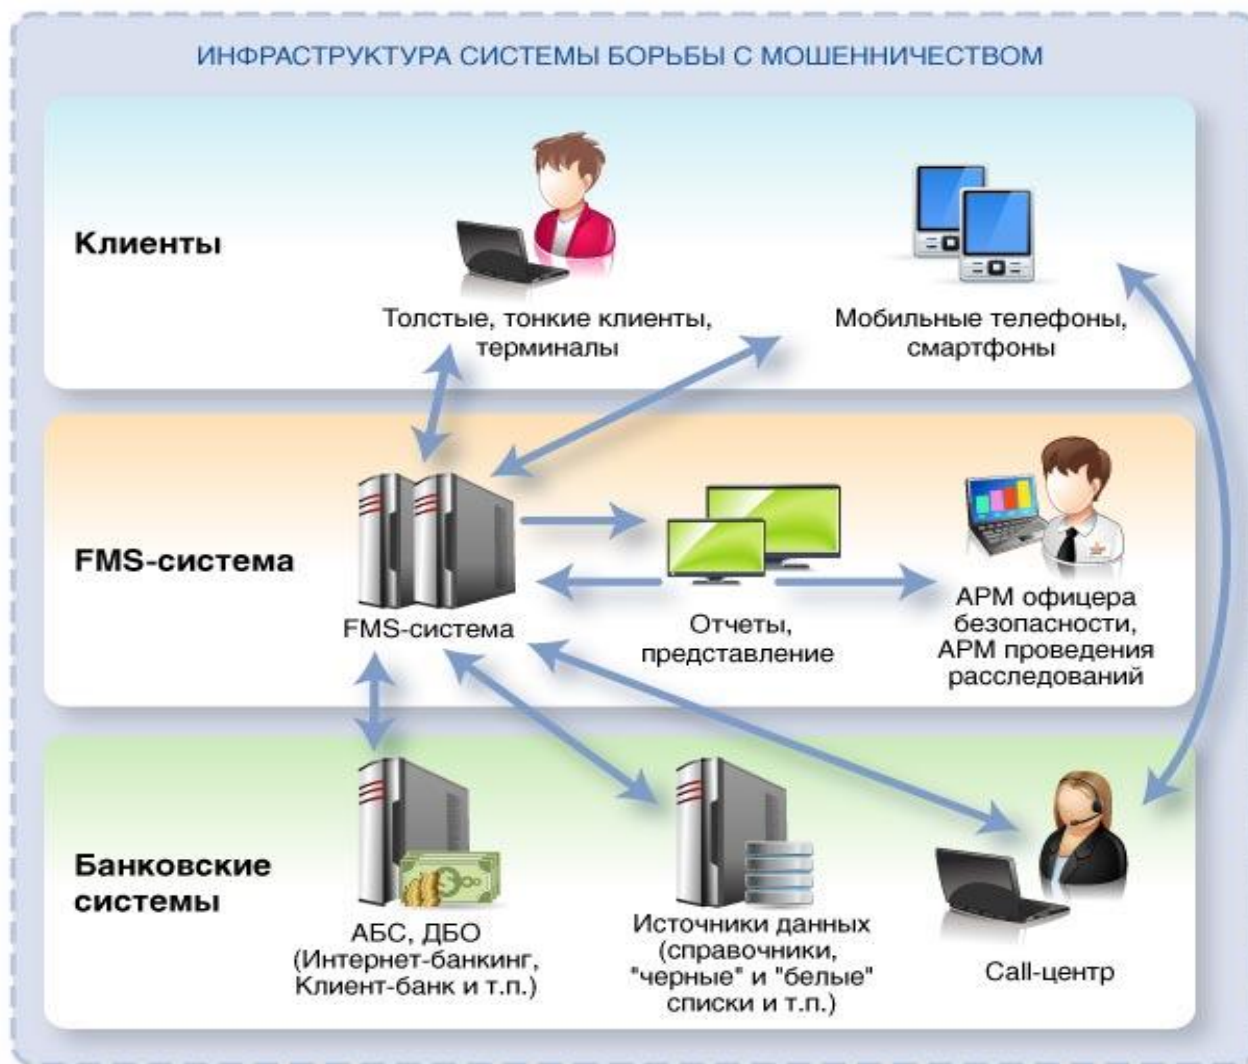 ИНФРАСТРУКТУРА СИСТЕМЫ БОРЬБЫ С МОШЕННИЧЕСТВОМ
Клиенты
Толстые, тонкие клиенты,
терминалы
Мобильные телефоны,
смартфоны
FMS-система
FMS-система
Отчеты,
представление
АРМ офицера
безопасности,
АРМ проведения
расследований
Банковские
системы
АБС, ДБО
(Интернет-банкинг,
Клиент-банк и т.п.)
Источники данных
(справочники,
"черные" и "белые"
списки и т.п.)
Call-центр